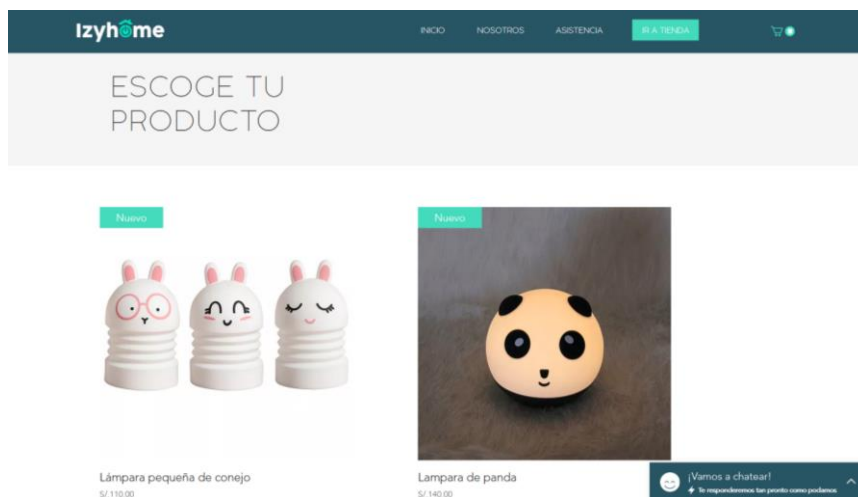 Izyhome
INICIO
NOSOTROS
ASISTENCIA
IR A TIENDA
0
ESCOGE TU
PRODUCTO
Nuevo
Nuevo
Lámpara pequeña de conejo
S/ 110.00
Lampara de panda
S/ 140.00
¡Vamos a chatear!
Te responderemos tan pronto como podamos